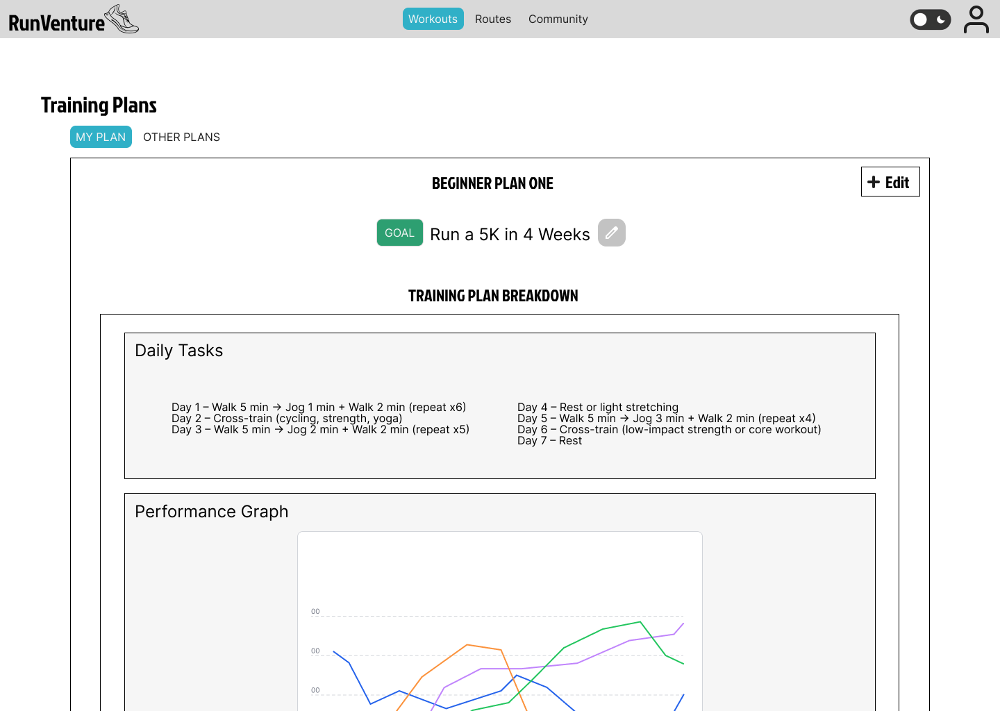 RunVenture
Workouts
Routes
Community
Training Plans
MY PLAN
OTHER PLANS
BEGINNER PLAN ONE
Edit
GOAL
Run a 5K in 4 Weeks
TRAINING PLAN BREAKDOWN
Daily Tasks
Day 1 – Walk 5 min → Jog 1 min + Walk 2 min (repeat x6)
Day 2 – Cross-train (cycling, strength, yoga)
Day 3 – Walk 5 min → Jog 2 min + Walk 2 min (repeat x5)
Day 4 – Rest or light stretching
Day 5 – Walk 5 min → Jog 3 min + Walk 2 min (repeat x4)
Day 6 – Cross-train (low-impact strength or core workout)
Day 7 – Rest
Performance Graph
00
00
00